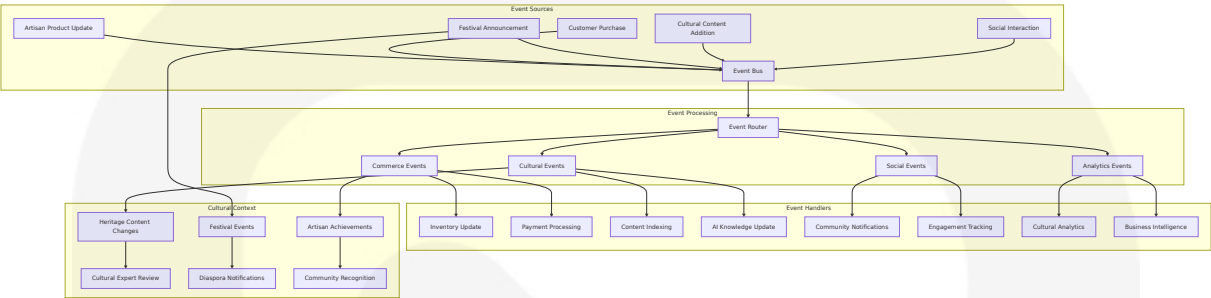 Event Sources
Artisan Product Update
Festival Announcement
Customer Purchase
Cultural Content
Addition
Social Interaction
Event Bus
Event Processing
Event Router
Commerce Events
Cultural Events
Social Events
Analytics Events
Cultural Context
Heritage Content
Changes
Festival Events
Artisan Achievements
Cultural Expert Review
Diaspora Notifications
Community Recognition
Event Handlers
Inventory Update
Payment Processing
Content Indexing
AI Knowledge Update
Community Notifications
Engagement Tracking
Cultural Analytics
Business Intelligence